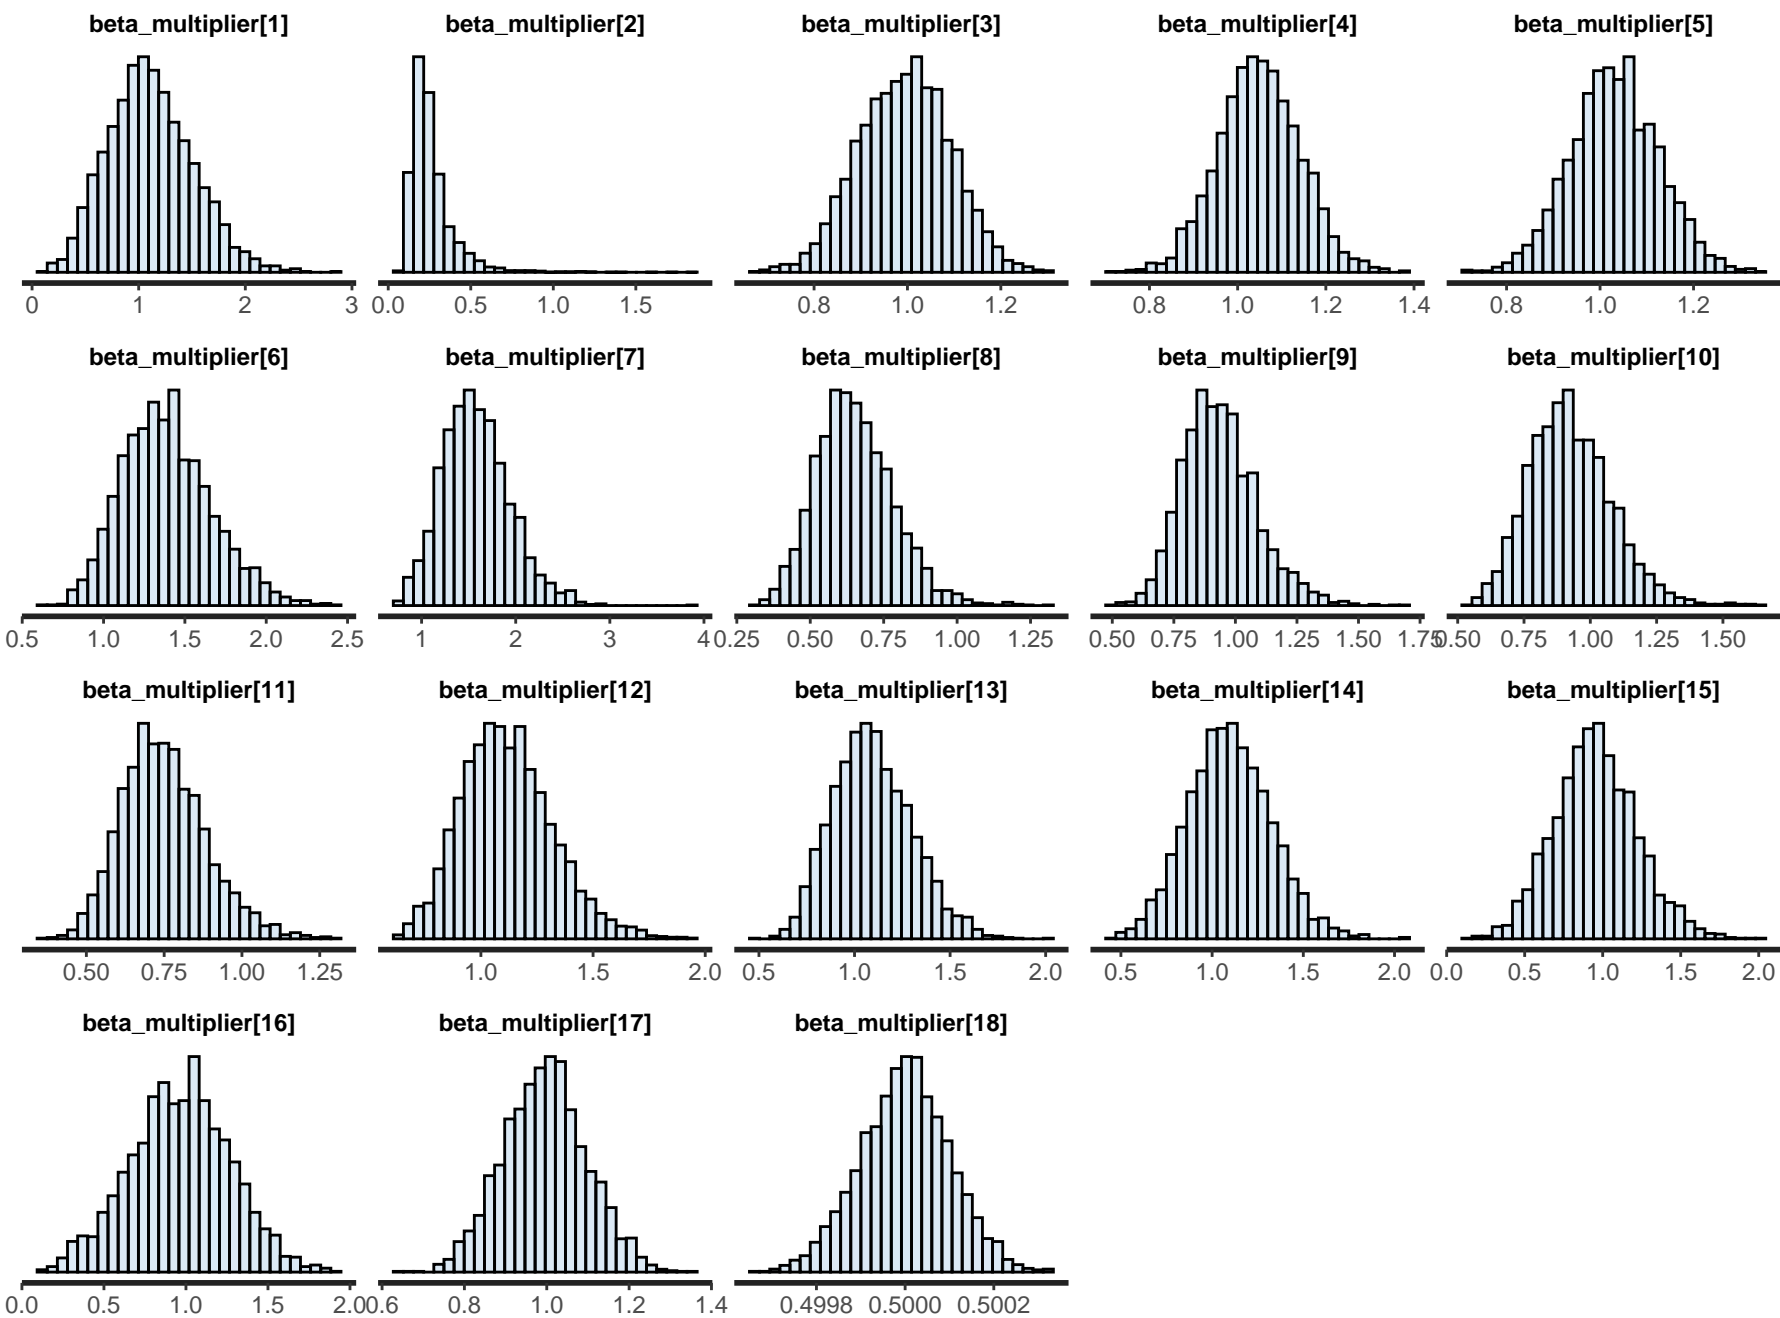 beta_multiplier[1] beta_multiplier[2] beta_multiplier[3] beta_multiplier[4] beta_multiplier[5]
0 1 2 3 0.0 0.5 1.0 1.5 0.8 1.0 1.2 0.8 1.0 1.2 1.4 0.8 1.0 1.2
beta_multiplier[6] beta_multiplier[7] beta_multiplier[8] beta_multiplier[9] beta_multiplier[10]
0.5 1.0 1.5 2.0 2.5 1 2 3 4 0.25 0.50 0.75 1.00 1.25 0.50 0.75 1.00 1.25 1.50 1.75 0.50 0.75 1.00 1.25 1.50
beta_multiplier[11] beta_multiplier[12] beta_multiplier[13] beta_multiplier[14] beta_multiplier[15]
0.50 0.75 1.00 1.25 1.0 1.5 2.0 0.5 1.0 1.5 2.0 0.5 1.0 1.5 2.0 0.0 0.5 1.0 1.5 2.0
beta_multiplier[16] beta_multiplier[17] beta_multiplier[18]
0.0 0.5 1.0 1.5 2.0 0.6 0.8 1.0 1.2 1.4 0.4998 0.5000 0.5002